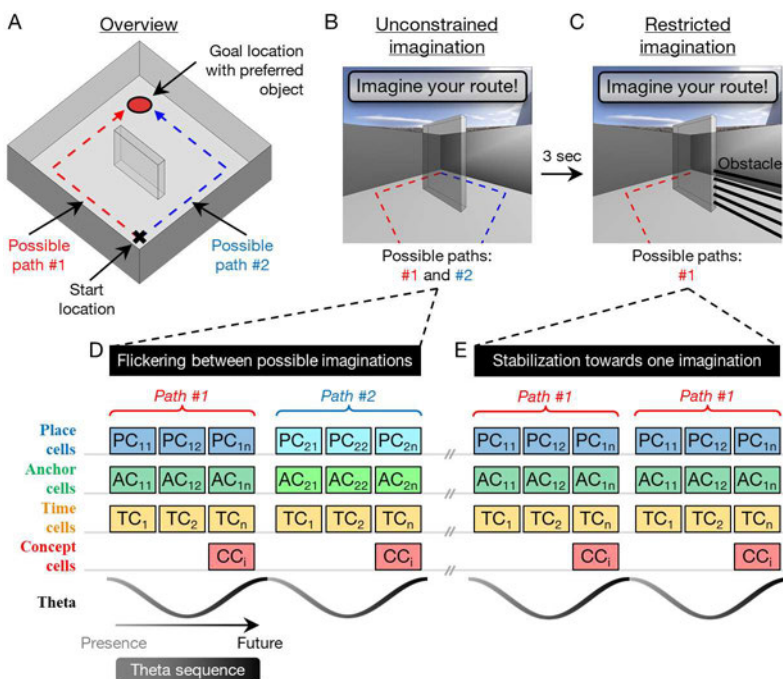 A
Overview
Goal location
with preferred
object
Possible
path #1
Start
location
Possible
path #2
B
Unconstrained
imagination
Imagine your route!
Possible paths:
#1 and #2
3 sec
C
Restricted
imagination
Imagine your route!
Obstacle
Possible paths:
#1
D
Flickering between possible imaginations
Path #1
Path #2
E
Stabilization towards one imagination
Path #1
Path #1
Place
cells
PC₁₁ PC₁₂ PC₁ₙ PC₂₁ PC₂₂ PC₂ₙ // PC₁₁ PC₁₂ PC₁ₙ PC₁₁ PC₁₂ PC₁ₙ
Anchor
cells
AC₁₁ AC₁₂ AC₁ₙ AC₂₁ AC₂₂ AC₂ₙ // AC₁₁ AC₁₂ AC₁ₙ AC₁₁ AC₁₂ AC₁ₙ
Time
cells
TC₁ TC₂ TCₙ TC₁ TC₂ TCₙ // TC₁ TC₂ TCₙ TC₁ TC₂ TCₙ
Concept
cells
CCᵢ CCᵢ // CCᵢ CCᵢ
Theta
Presence Future
Theta sequence